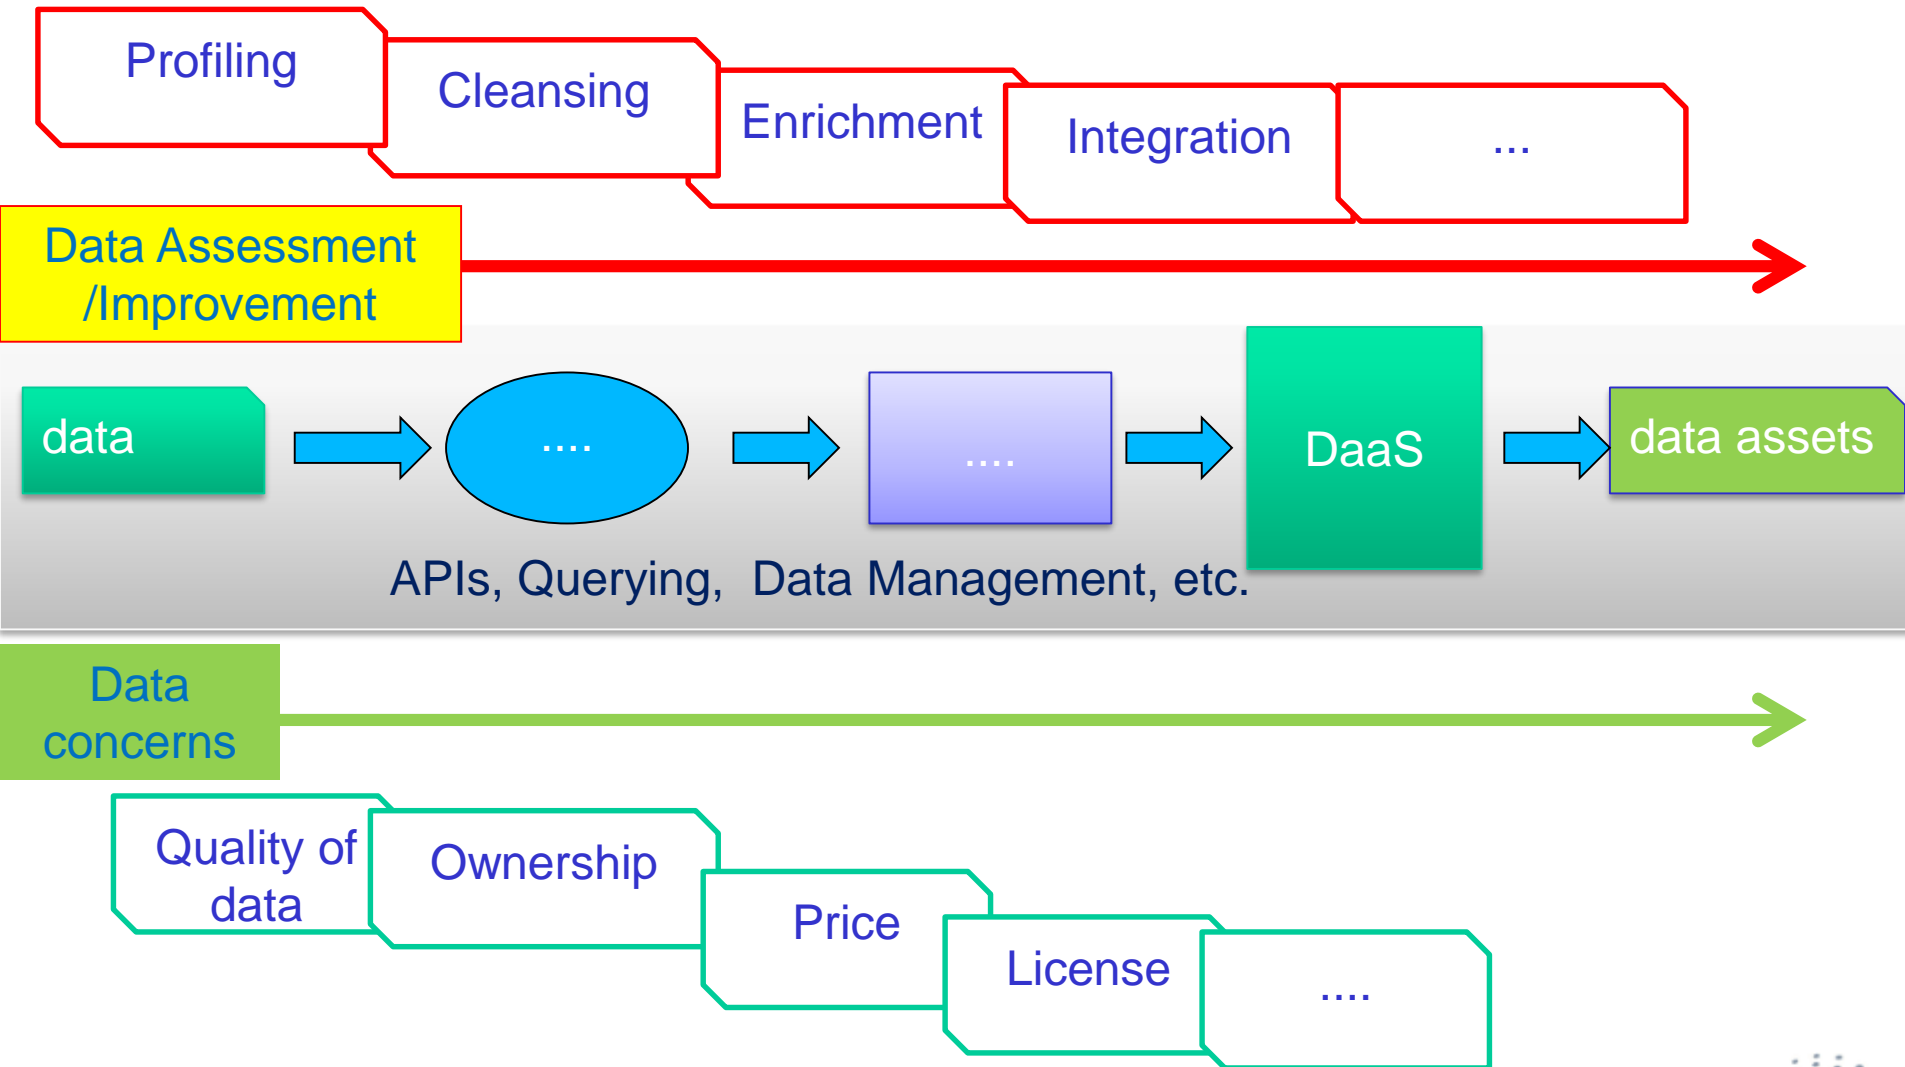 Profiling
Cleansing
Enrichment
Integration
...
Data Assessment
/Improvement
data
....
....
DaaS
data assets
APIs, Querying, Data Management, etc.
Data
concerns
Quality of
data
Ownership
Price
License
....